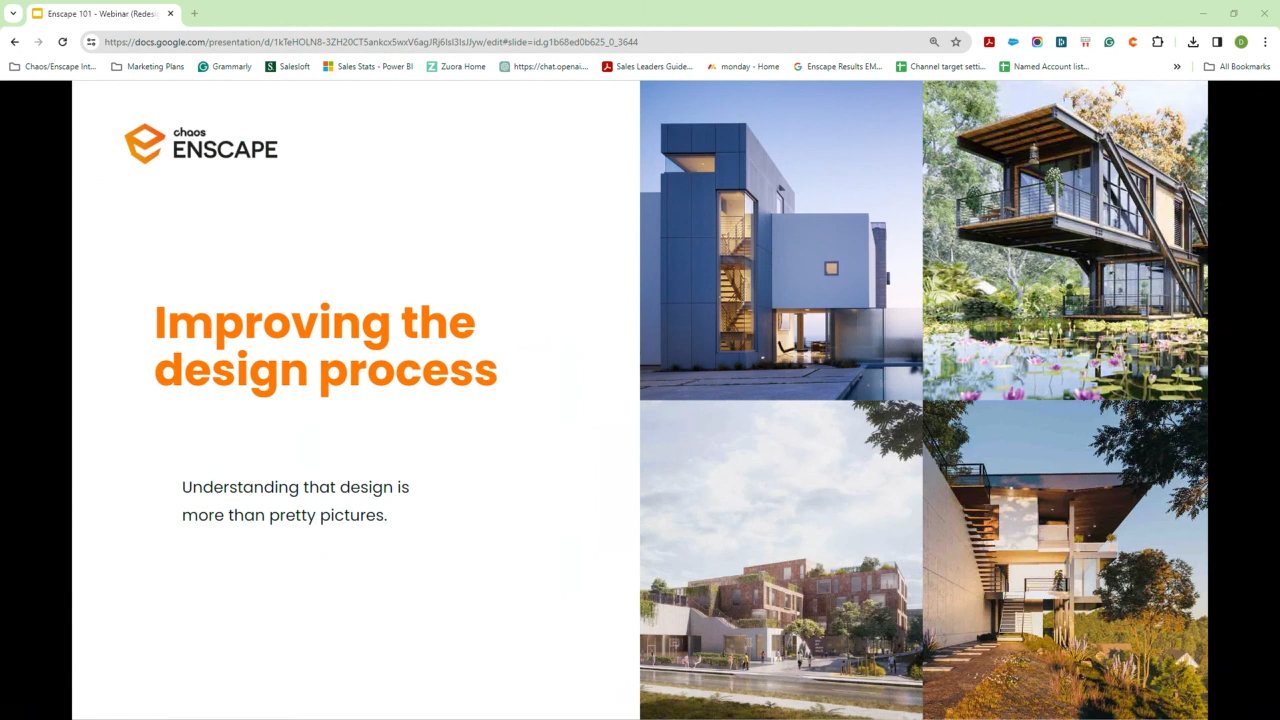 Enscape 101 - Webinar (Redesi
https://docs.google.com/presentation/d/1kTeHOLN8-3ZH20CT5ankcx5wxV6agJRj6lsI3IsJJyw/edit#slide=id.g1b68ed0b625_0_3644
D
Chaos/Enscape Int...
Marketing Plans
Grammarly
Salesloft
Sales Stats - Power BI
Zuora Home
https://chat.openai....
Sales Leaders Guide...
monday - Home
Enscape Results EM...
Channel target setti...
Named Account list...
All Bookmarks
chaos
ENSCAPE
Improving the
design process
Understanding that design is
more than pretty pictures.